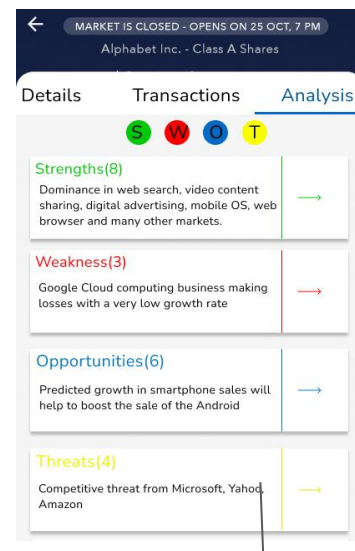 MARKET IS CLOSED - OPENS ON 25 OCT, 7 PM
Alphabet Inc. - Class A Shares
Details Transactions Analysis
S W O T
Strengths(8)
Dominance in web search, video content
sharing, digital advertising, mobile OS, web
browser and many other markets.
Weakness(3)
Google Cloud computing business making
losses with a very low growth rate
Opportunities(6)
Predicted growth in smartphone sales will
help to boost the sale of the Android
Threats(4)
Competitive threat from Microsoft, Yahoo,
Amazon